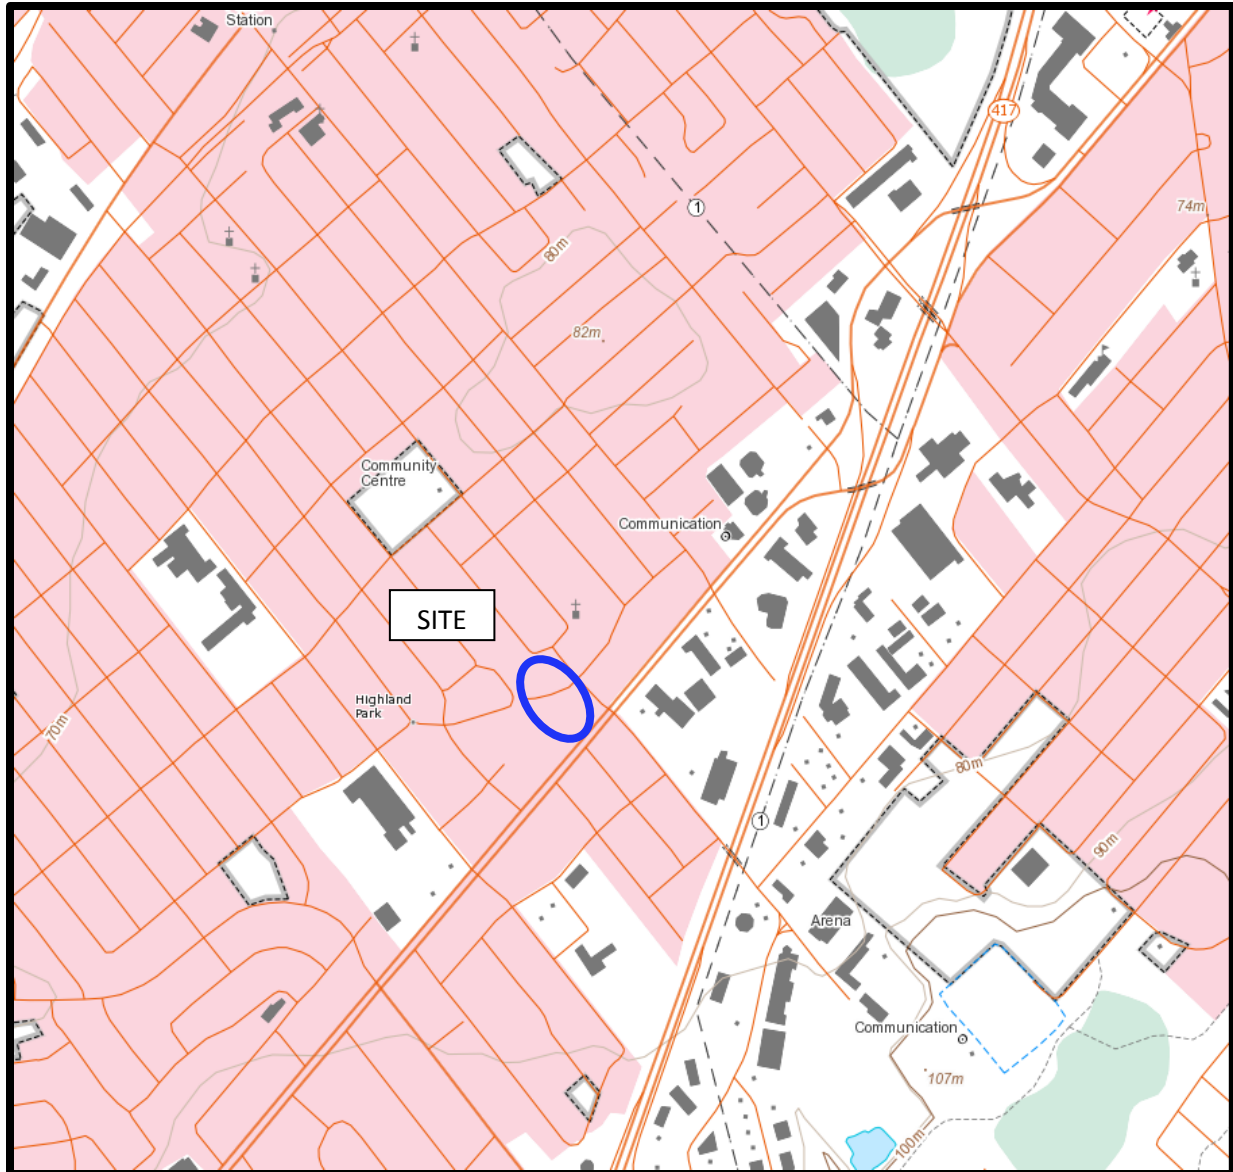 Station
417
74m
1
80m
82m
Community
Centre
Communication
SITE
Highland
Park
70m
80m
1
90m
Arena
Communication
107m
100m